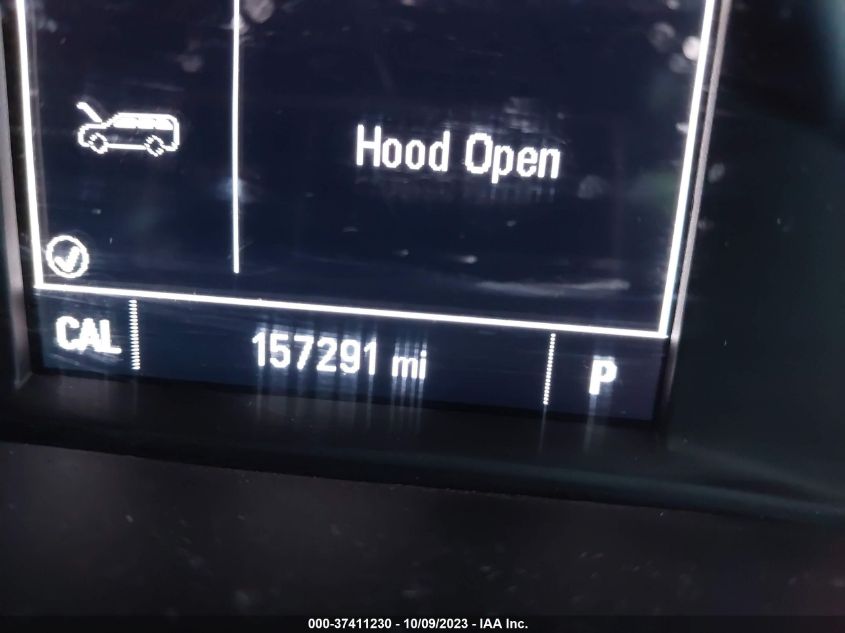 Hood Open
CAL 157291 mi P
000-37411230 - 10/09/2023 - IAA Inc.